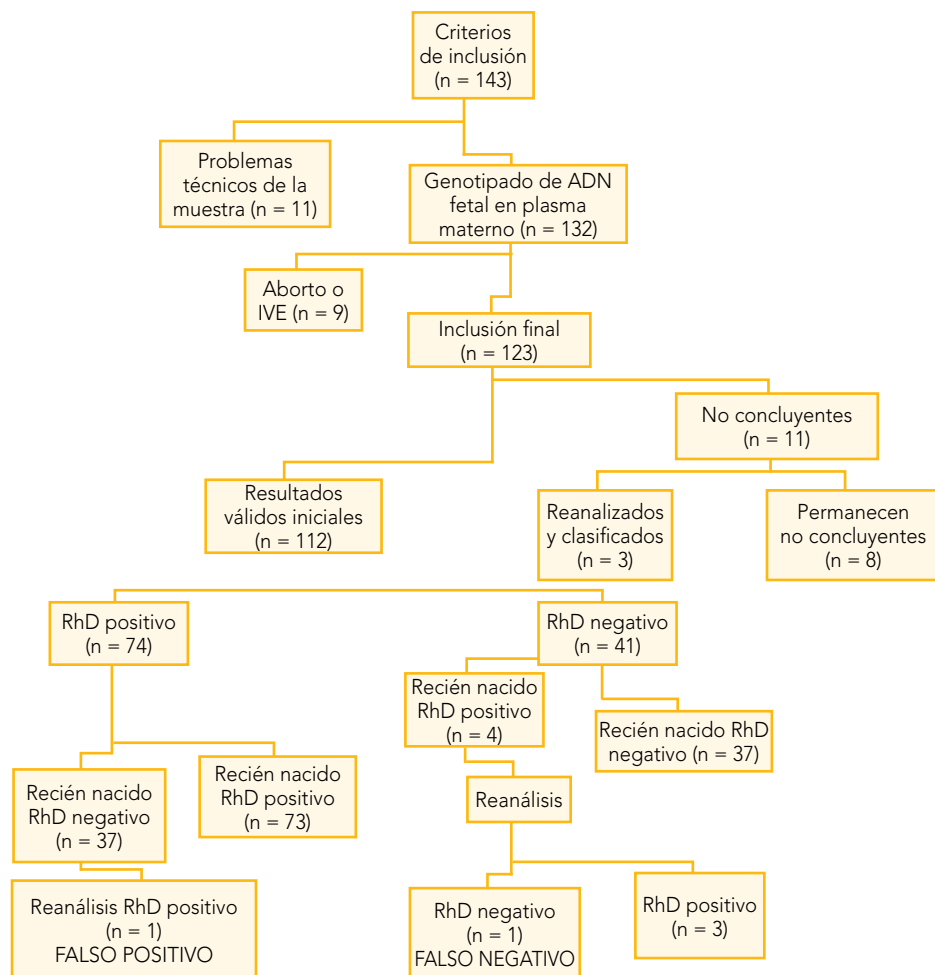 Criterios
de inclusión
(n = 143)
Problemas
técnicos de la
muestra (n = 11)
Genotipado de ADN
fetal en plasma
materno (n = 132)
Aborto o
IVE (n = 9)
Inclusión final
(n = 123)
No concluyentes
(n = 11)
Resultados
válidos iniciales
(n = 112)
Reanalizados
y clasificados
(n = 3)
Permanecen
no concluyentes
(n = 8)
RhD positivo
(n = 74)
RhD negativo
(n = 41)
Recién nacido
RhD positivo
(n = 4)
Recién nacido RhD
negativo (n = 37)
Recién nacido
RhD negativo
(n = 37)
Recién nacido
RhD positivo
(n = 73)
Reanálisis
Reanálisis RhD positivo
(n = 1)
FALSO POSITIVO
RhD negativo
(n = 1)
FALSO NEGATIVO
RhD positivo
(n = 3)